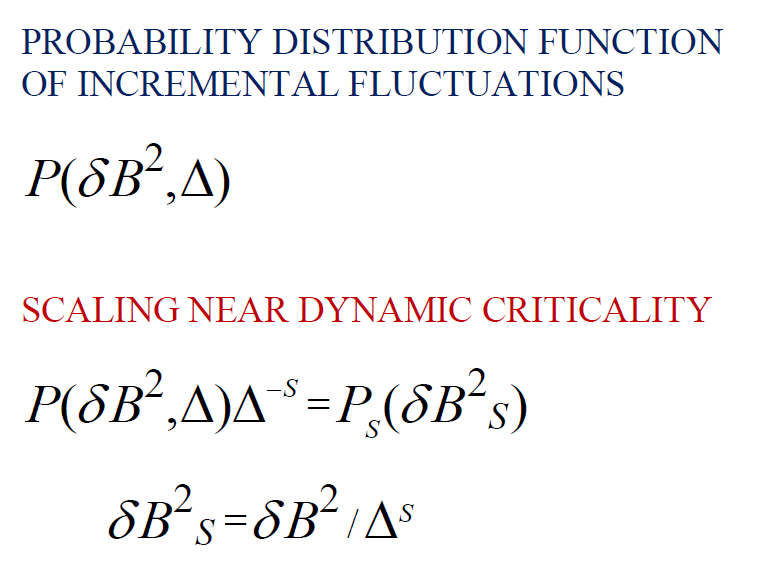 PROBABILITY DISTRIBUTION FUNCTION
OF INCREMENTAL FLUCTUATIONS
P(δB²,Δ)
SCALING NEAR DYNAMIC CRITICALITY
P(δB²,Δ)Δ⁻ˢ=Pₛ(δB²ₛ)
δB²ₛ=δB²/Δˢ